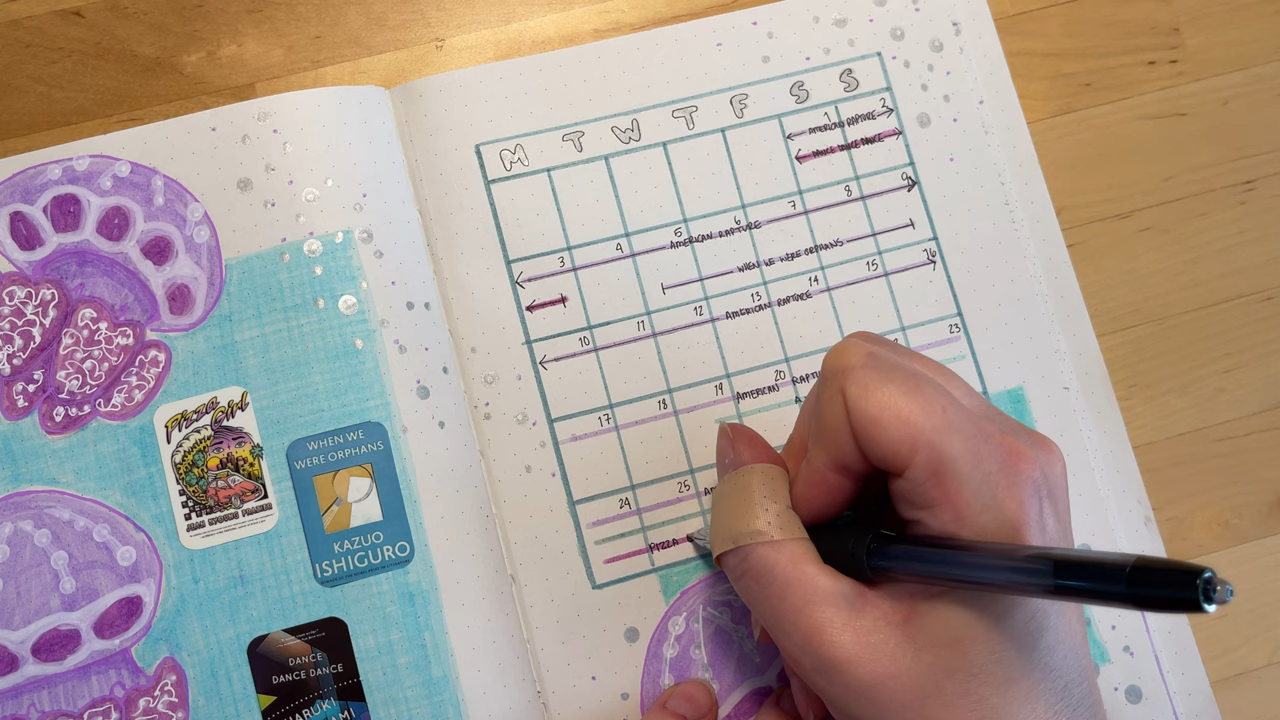 M T W T F S S
1 2
AMERICAN RAPTURE
DANCE DANCE DANCE
3 4 5 6 7 8 9
AMERICAN RAPTURE
WHEN WE WERE ORPHANS
10 11 12 13 14 15 16
AMERICAN RAPTURE
17 18 19 20 23
AMERICAN
24 25
PIZZA
Pizza Girl
JEAN KYOUNG FRAZIER
WHEN WE
WERE ORPHANS
KAZUO
ISHIGURO
DANCE
DANCE DANCE